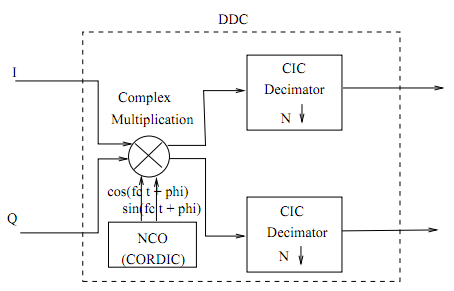 DDC
I
CIC
Decimator
N
Complex
Multiplication
cos(fc t + phi)
sin(fc t + phi)
Q
NCO
(CORDIC)
CIC
Decimator
N